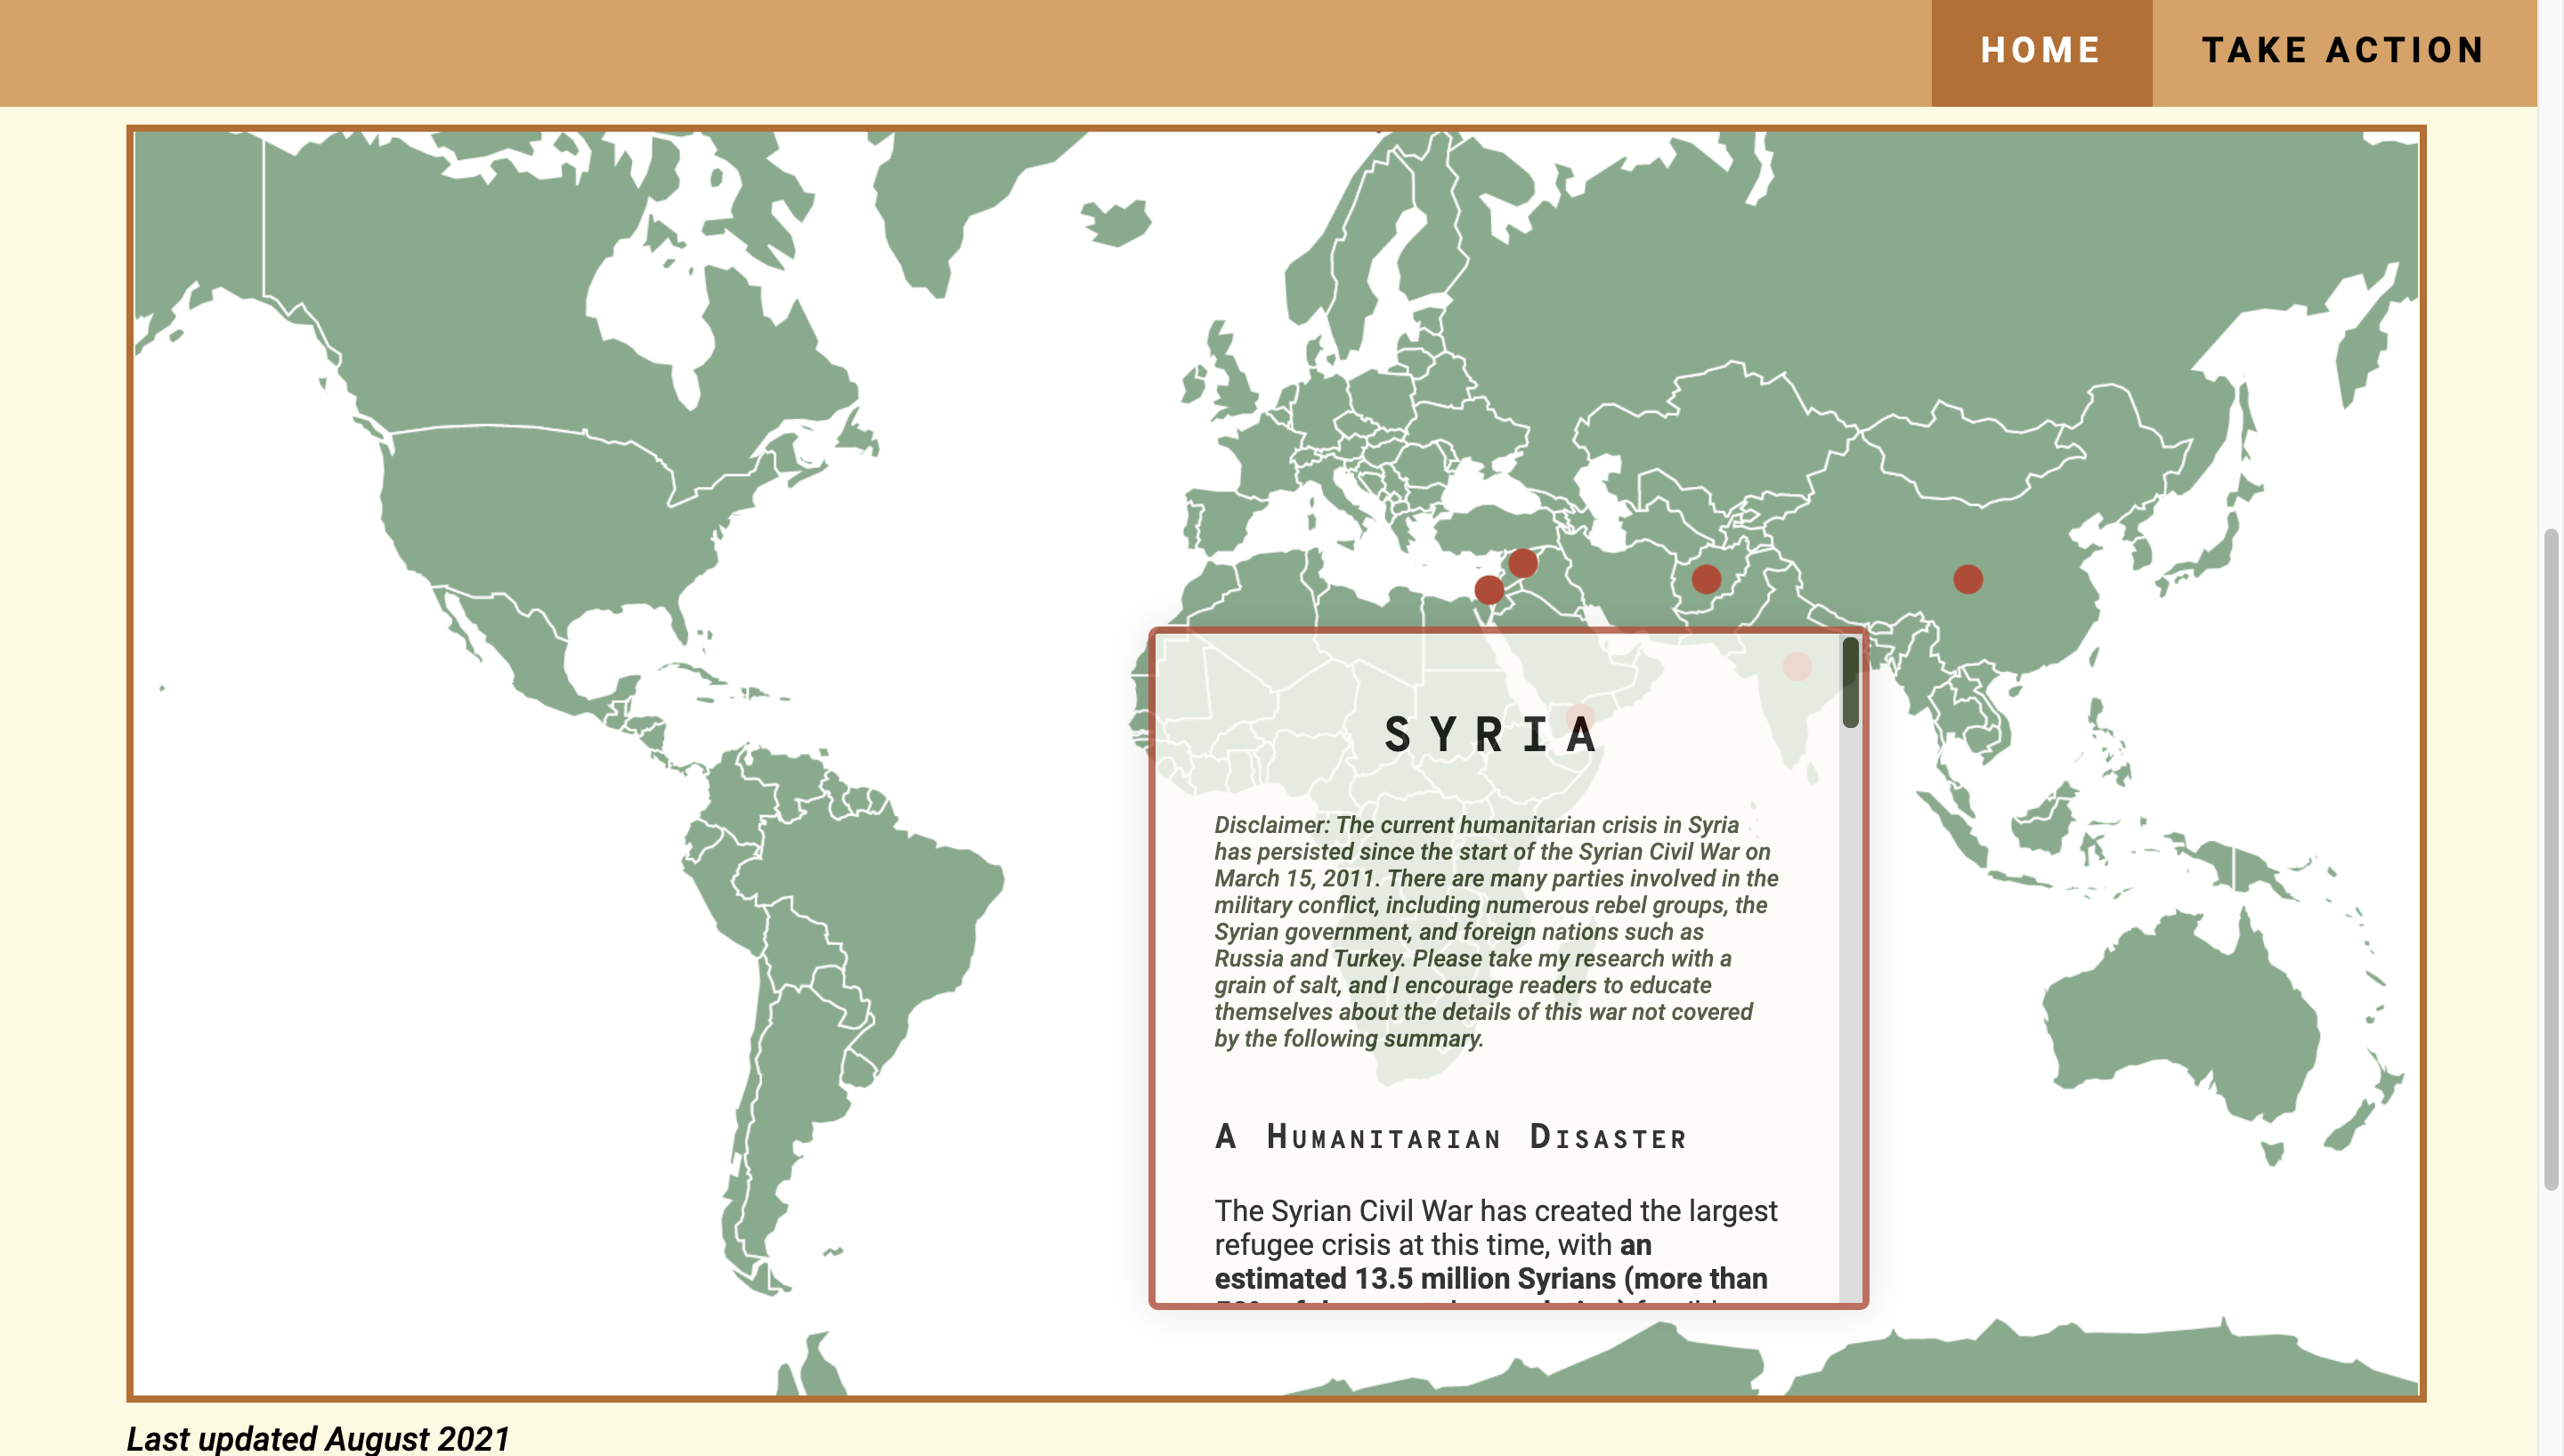 HOME TAKE ACTION
SYRIA
Disclaimer: The current humanitarian crisis in Syria
has persisted since the start of the Syrian Civil War on
March 15, 2011. There are many parties involved in the
military conflict, including numerous rebel groups, the
Syrian government, and foreign nations such as
Russia and Turkey. Please take my research with a
grain of salt, and I encourage readers to educate
themselves about the details of this war not covered
by the following summary.
A Humanitarian Disaster
The Syrian Civil War has created the largest
refugee crisis at this time, with an
estimated 13.5 million Syrians (more than
Last updated August 2021